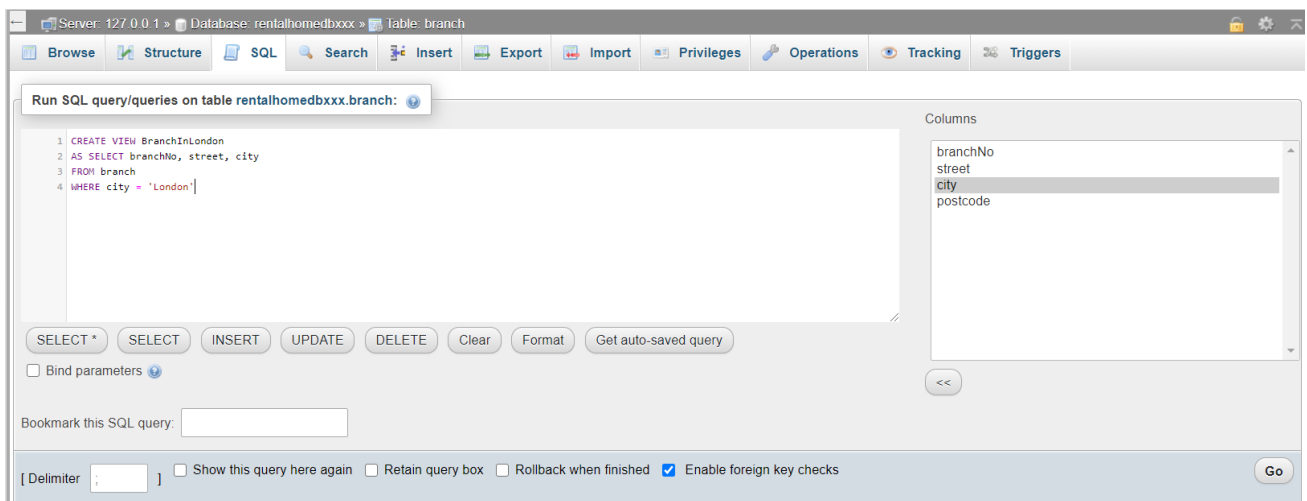 Server: 127.0.0.1 » Database: rentalhomedbxxx » Table: branch
Browse Structure SQL Search Insert Export Import Privileges Operations Tracking Triggers
Run SQL query/queries on table rentalhomedbxxx.branch:
1 CREATE VIEW BranchInLondon
2 AS SELECT branchNo, street, city
3 FROM branch
4 WHERE city = 'London'
Columns
branchNo
street
city
postcode
SELECT * SELECT INSERT UPDATE DELETE Clear Format Get auto-saved query
Bind parameters
<<
Bookmark this SQL query:
[ Delimiter ; ] Show this query here again Retain query box Rollback when finished Enable foreign key checks Go